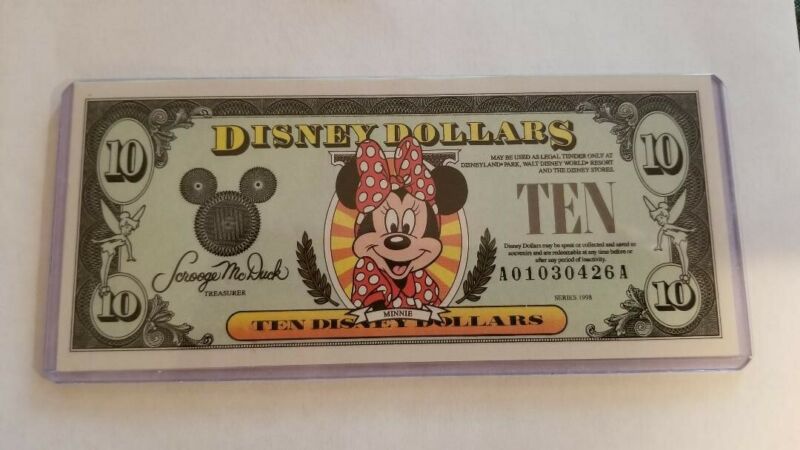 DISNEY DOLLARS
10
10
MAY BE USED AS LEGAL TENDER ONLY AT
DISNEYLAND® PARK, WALT DISNEY WORLD® RESORT
AND THE DISNEY STORES.
TEN
Disney Dollars may be spent or collected and saved as
souvenirs and are redeemable at any time before or
after any period of inactivity.
A01030426A
Scrooge McDuck
TREASURER
SERIES 1998
10
10
MINNIE
TEN DISNEY DOLLARS